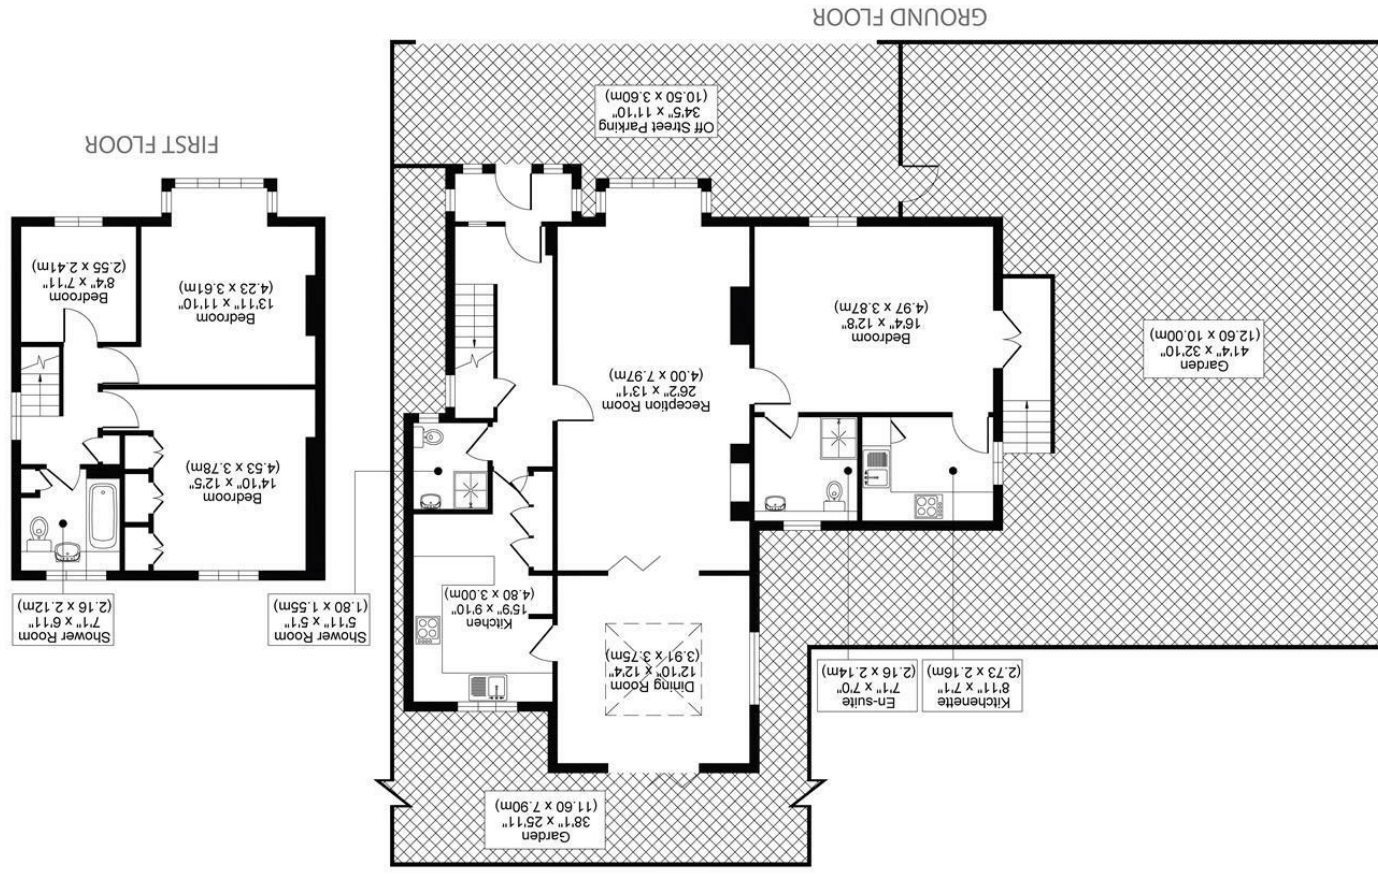 Garden
38'1" x 25'11"
(11.60 x 7.90m)
Kitchenette
8'11" x 7'1"
(2.73 x 2.16m)
En-suite
7'1" x 7'0"
(2.16 x 2.14m)
Dining Room
12'10" x 12'4"
(3.91 x 3.75m)
Kitchen
15'9" x 9'10"
(4.80 x 3.00m)
Shower Room
5'11" x 5'1"
(1.80 x 1.55m)
Shower Room
7'1" x 6'11"
(2.16 x 2.12m)
Garden
41'4" x 32'10"
(12.60 x 10.00m)
Bedroom
16'4" x 12'8"
(4.97 x 3.87m)
Reception Room
26'2" x 13'1"
(4.00 x 7.97m)
Bedroom
14'10" x 12'5"
(4.53 x 3.78m)
Bedroom
13'11" x 11'10"
(4.23 x 3.61m)
Bedroom
8'4" x 7'11"
(2.55 x 2.41m)
Off Street Parking
34'5" x 11'10"
(10.50 x 3.60m)
FIRST FLOOR
GROUND FLOOR